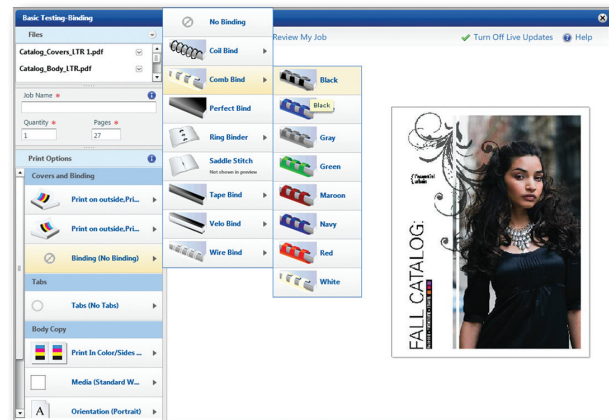 Basic Testing-Binding
Files
Catalog_Covers_LTR 1.pdf
Catalog_Body_LTR.pdf
Job Name *
Quantity *
Pages *
1
27
Print Options
Covers and Binding
Print on outside,Pri...
Print on outside,Pri...
Binding (No Binding)
Tabs
Tabs (No Tabs)
Body Copy
Print In Color/Sides ...
Media (Standard W...
A
Orientation (Portrait)
No Binding
Coil Bind
Comb Bind
Perfect Bind
Ring Binder
Saddle Stitch
Not shown in preview
Tape Bind
Velo Bind
Wire Bind
Black
Black
Gray
Green
Maroon
Navy
Red
White
Review My Job
Turn Off Live Updates
Help
FALL CATALOG: